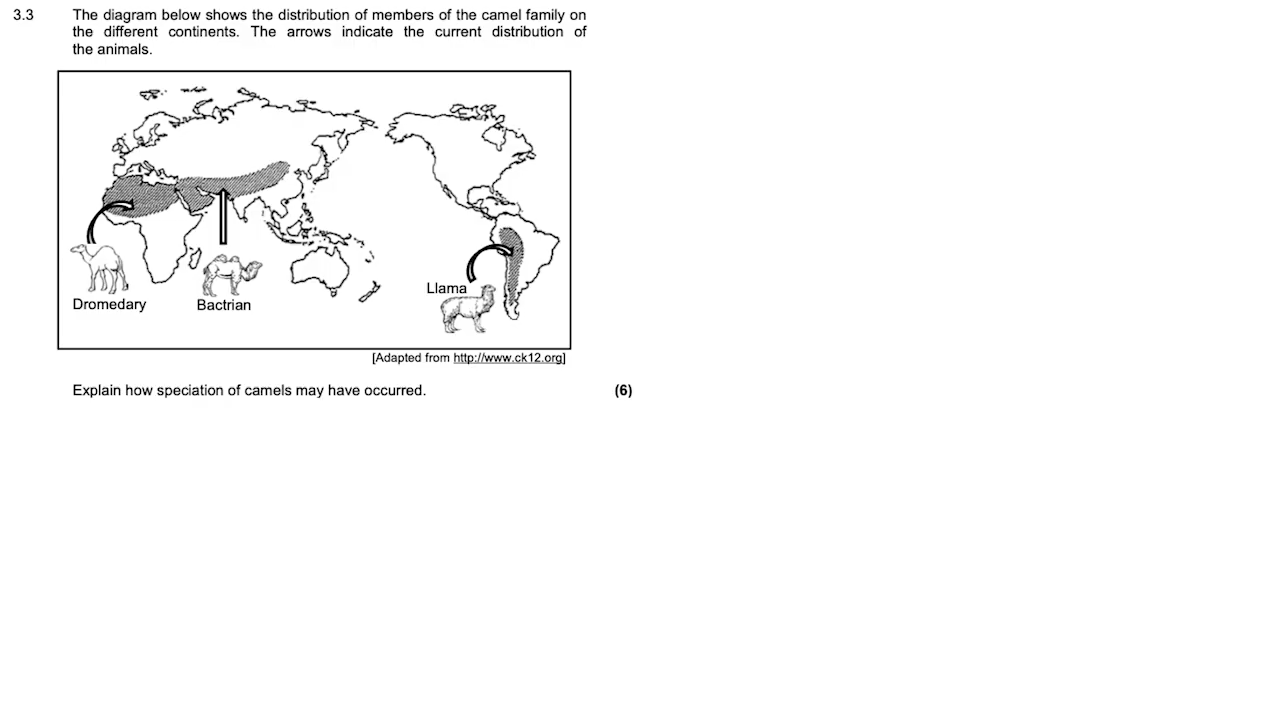 3.3 The diagram below shows the distribution of members of the camel family on
the different continents. The arrows indicate the current distribution of
the animals.
Llama
Dromedary Bactrian
[Adapted from http://www.ck12.org]
Explain how speciation of camels may have occurred. (6)